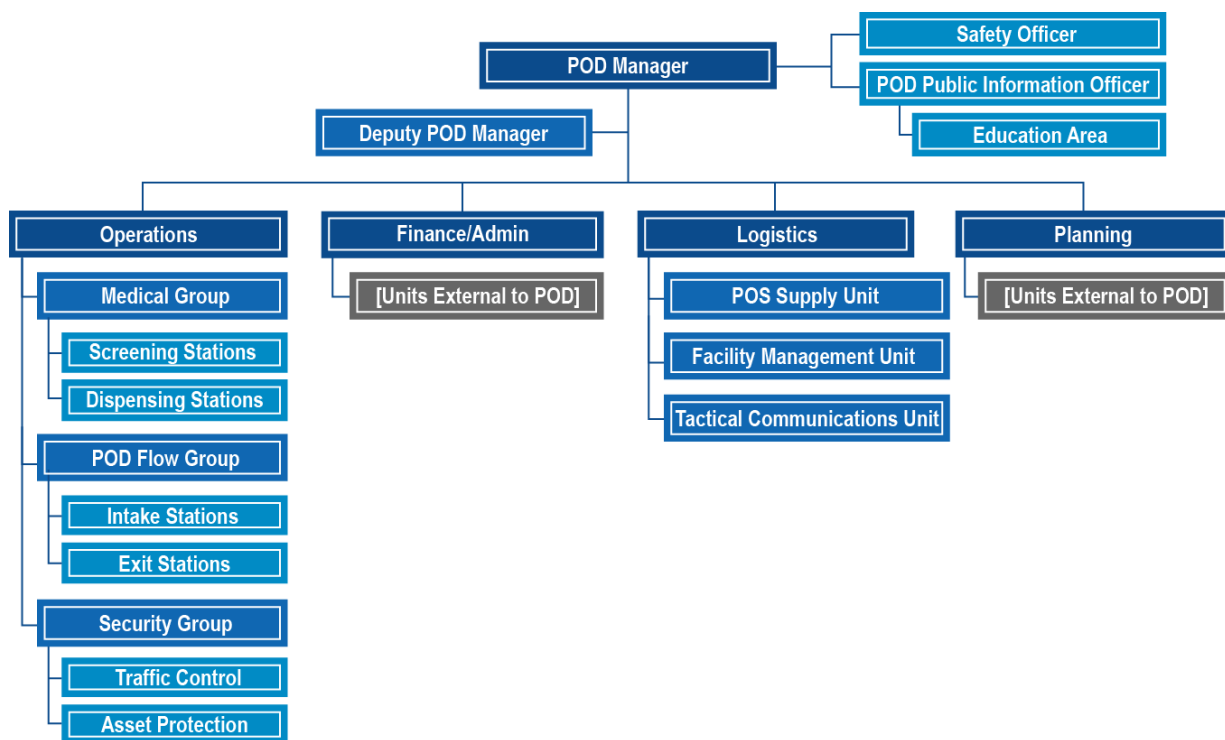 Safety Officer
POD Manager
POD Public Information Officer
Deputy POD Manager
Education Area
Operations
Finance/Admin
Logistics
Planning
Medical Group
[Units External to POD]
POS Supply Unit
[Units External to POD]
Screening Stations
Facility Management Unit
Dispensing Stations
Tactical Communications Unit
POD Flow Group
Intake Stations
Exit Stations
Security Group
Traffic Control
Asset Protection